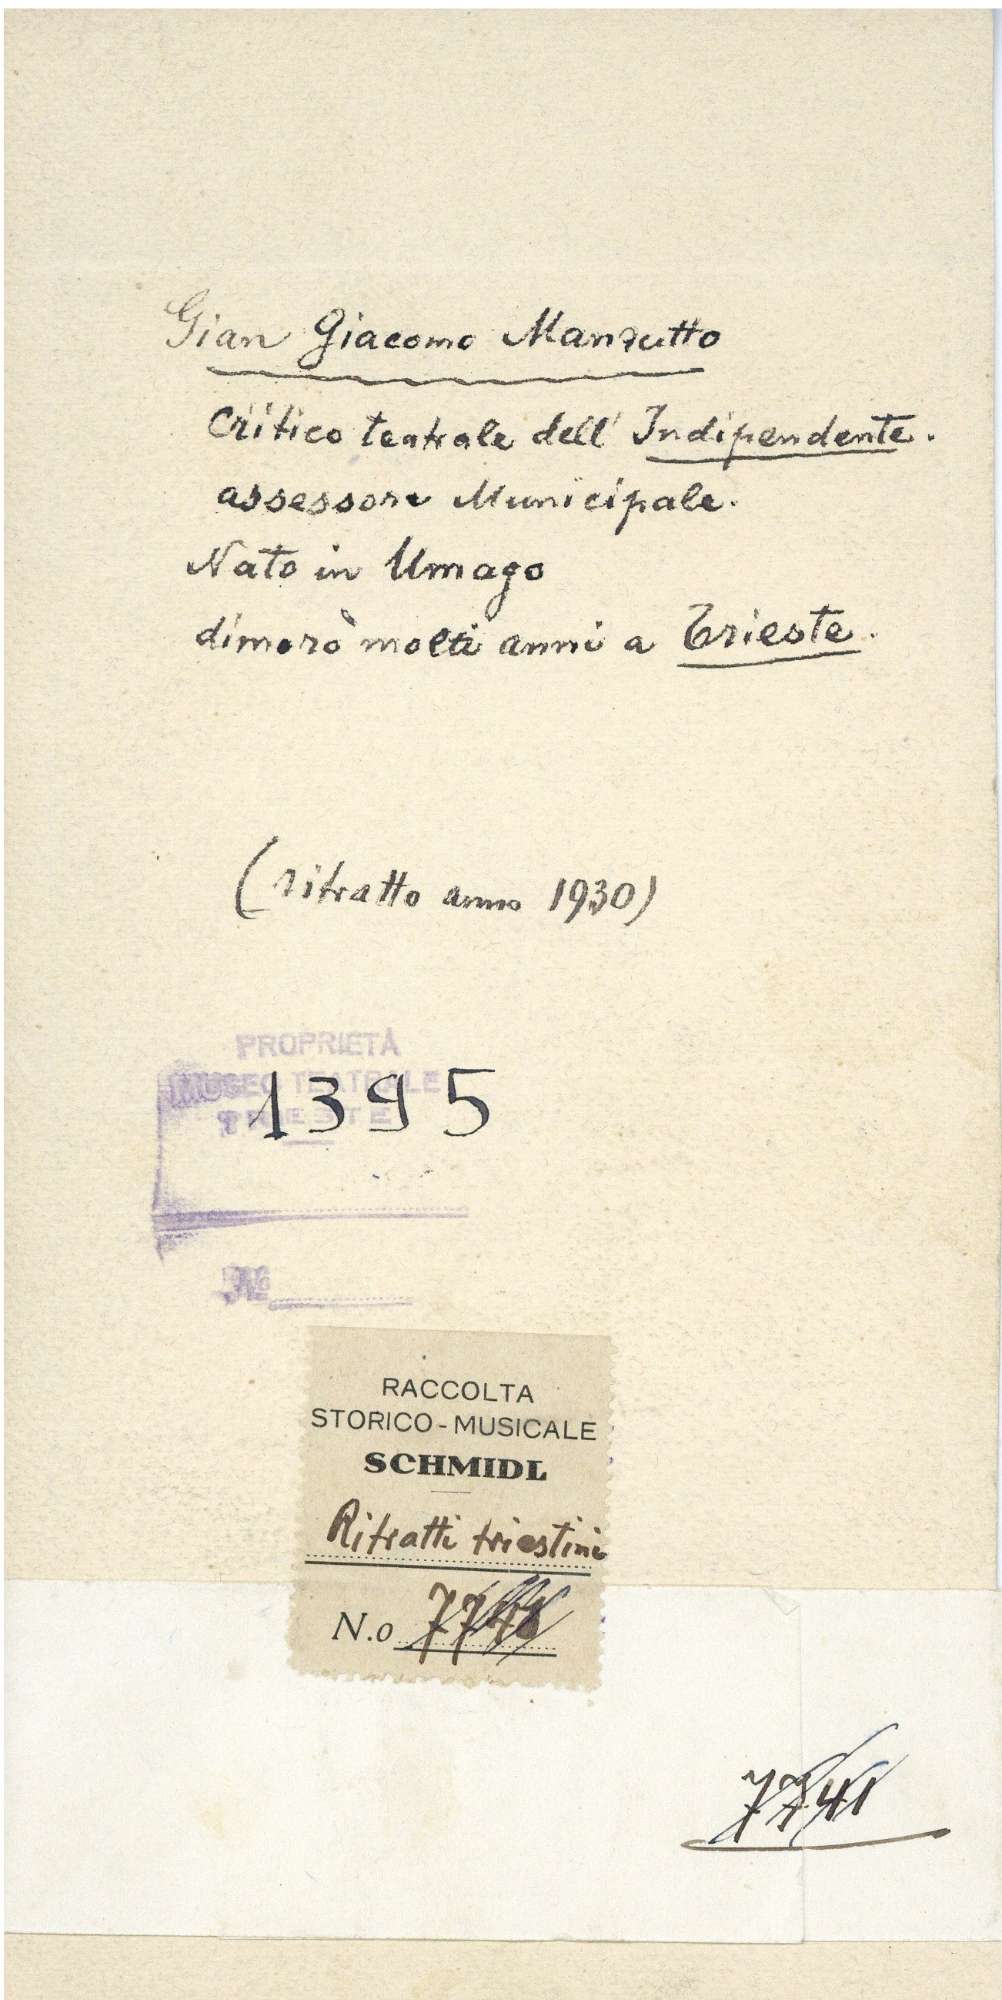 Gian Giacomo Manzutto
Critico teatrale dell' Indipendente.
assessore Municipale.
Nato in Umago
dimorò molti anni a Trieste.
(ritratto anno 1930)
PROPRIETÀ
MUSEO TEATRALE
TRIESTE
1395
No
RACCOLTA
STORICO-MUSICALE
SCHMIDL
Ritratti triestini
N.o
7741